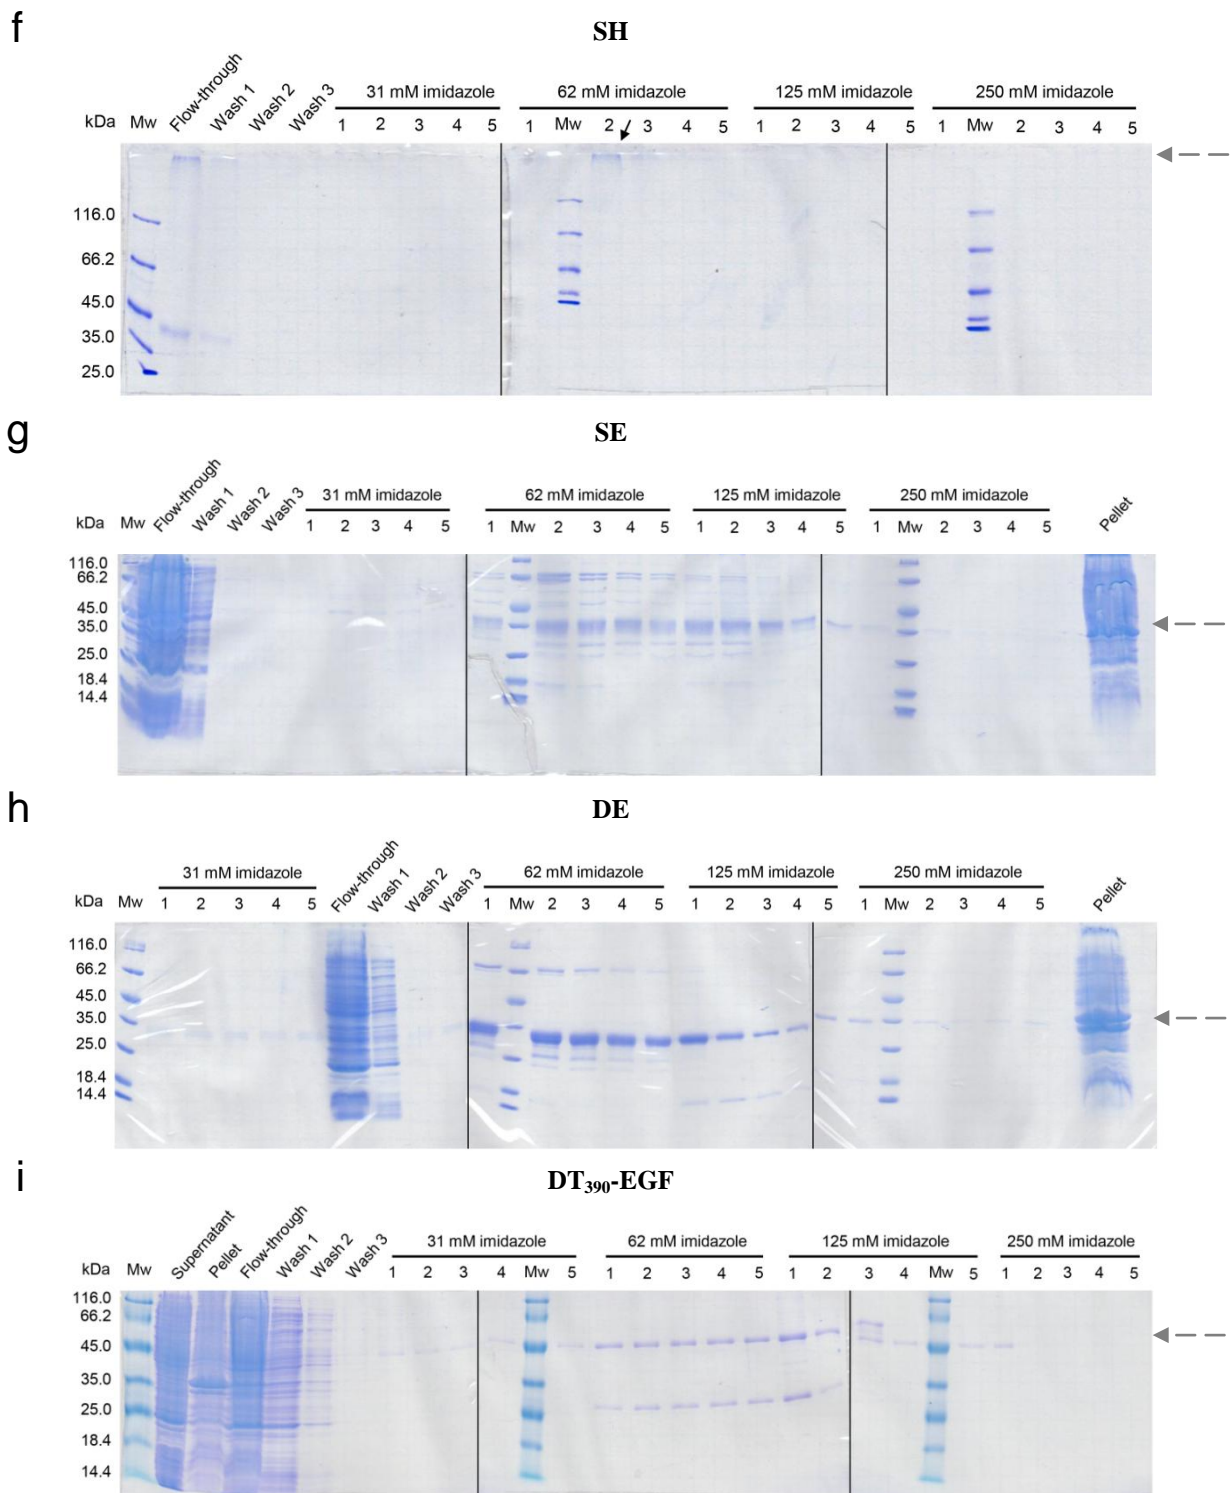 f
SH
Flow-through Wash 1 Wash 2 Wash 3
31 mM imidazole 62 mM imidazole 125 mM imidazole 250 mM imidazole
kDa Mw 1 2 3 4 5 1 Mw 2 3 4 5 1 2 3 4 5 1 Mw 2 3 4 5
116.0
66.2
45.0
35.0
25.0
g
SE
Flow-through Wash 1 Wash 2 Wash 3 Pellet
31 mM imidazole 62 mM imidazole 125 mM imidazole 250 mM imidazole
kDa Mw 1 2 3 4 5 1 Mw 2 3 4 5 1 2 3 4 5 1 Mw 2 3 4 5
116.0
66.2
45.0
35.0
25.0
18.4
14.4
h
DE
31 mM imidazole Flow-through Wash 1 Wash 2 Wash 3 62 mM imidazole 125 mM imidazole 250 mM imidazole Pellet
kDa Mw 1 2 3 4 5 1 Mw 2 3 4 5 1 2 3 4 5 1 Mw 2 3 4 5
116.0
66.2
45.0
35.0
25.0
18.4
14.4
i
DT390-EGF
Supernatant Pellet Flow-through Wash 1 Wash 2 Wash 3
31 mM imidazole 62 mM imidazole 125 mM imidazole 250 mM imidazole
kDa Mw 1 2 3 4 Mw 5 1 2 3 4 5 1 2 3 4 Mw 5 1 2 3 4 5
116.0
66.2
45.0
35.0
25.0
18.4
14.4